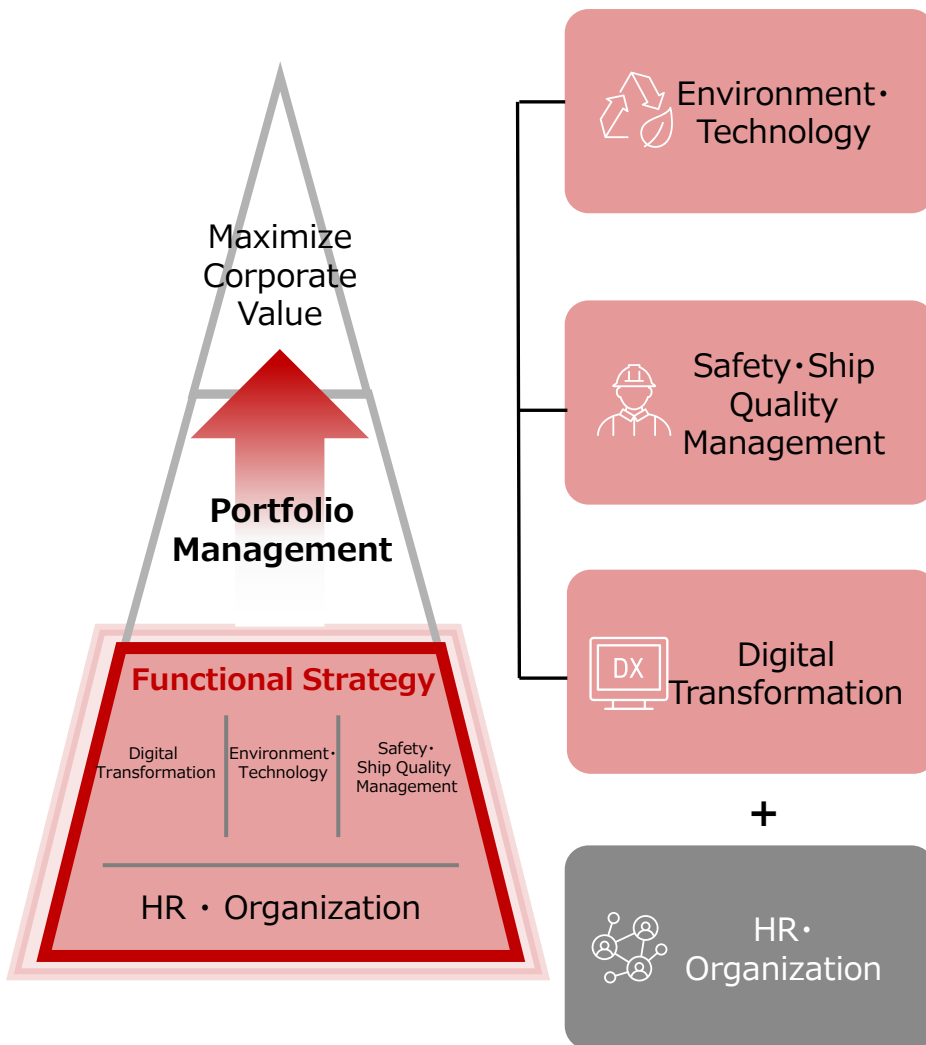 Maximize
Corporate
Value
Portfolio
Management
Functional Strategy
Digital
Transformation
Environment・
Technology
Safety・
Ship Quality
Management
HR ・ Organization
Environment・
Technology
Safety・Ship
Quality
Management
DX
Digital
Transformation
+
HR・
Organization